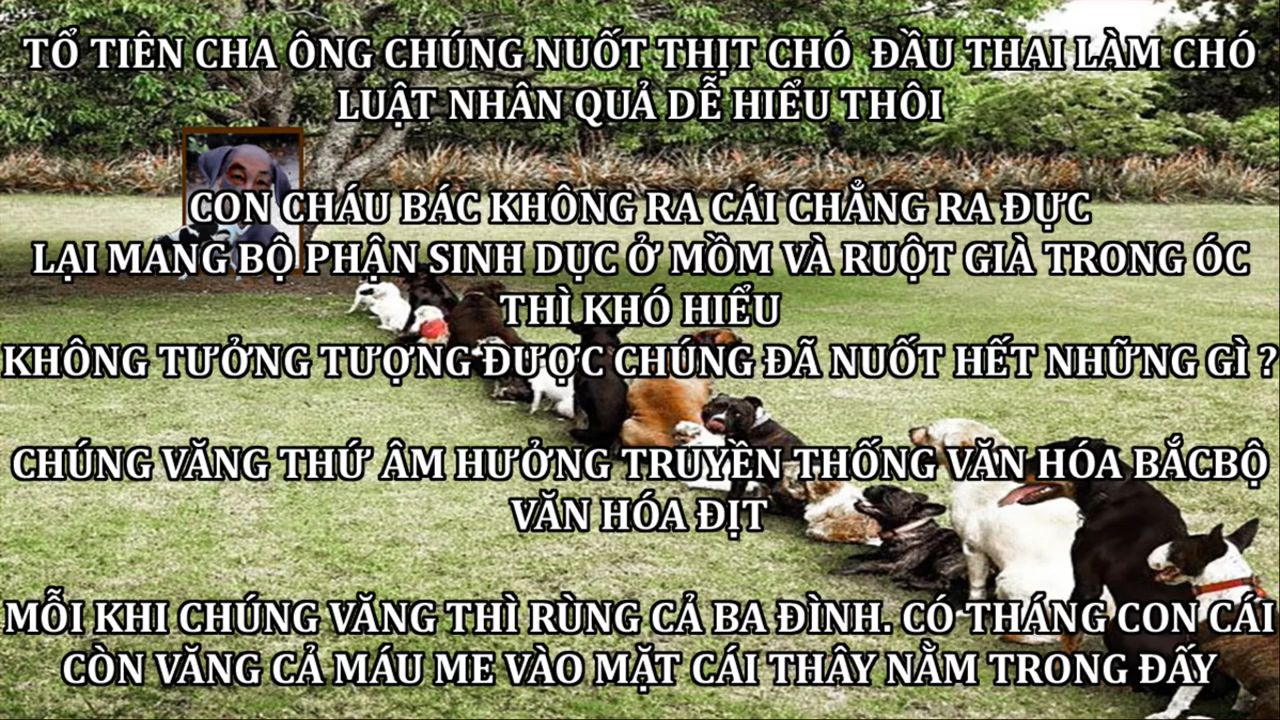 TỔ TIÊN CHA ÔNG CHÚNG NUỐT THỊT CHÓ ĐẦU THAI LÀM CHÓ
LUẬT NHÂN QUẢ DỄ HIỂU THÔI
CON CHÁU BÁC KHÔNG RA CÁI CHẲNG RA ĐỰC
LẠI MANG BỘ PHẬN SINH DỤC Ở MỒM VÀ RUỘT GIÀ TRONG ÓC
THÌ KHÓ HIỂU
KHÔNG TƯỞNG TƯỢNG ĐƯỢC CHÚNG ĐÃ NUỐT HẾT NHỮNG GÌ ?
CHÚNG VĂNG THỨ ÂM HƯỞNG TRUYỀN THỐNG VĂN HÓA BẮCBỘ
VĂN HÓA ĐỊT
MỖI KHI CHÚNG VĂNG THÌ RÙNG CẢ BA ĐÌNH. CÓ THÁNG CON CÁI
CÒN VĂNG CẢ MÁU ME VÀO MẶT CÁI THÂY NẰM TRONG ĐẤY